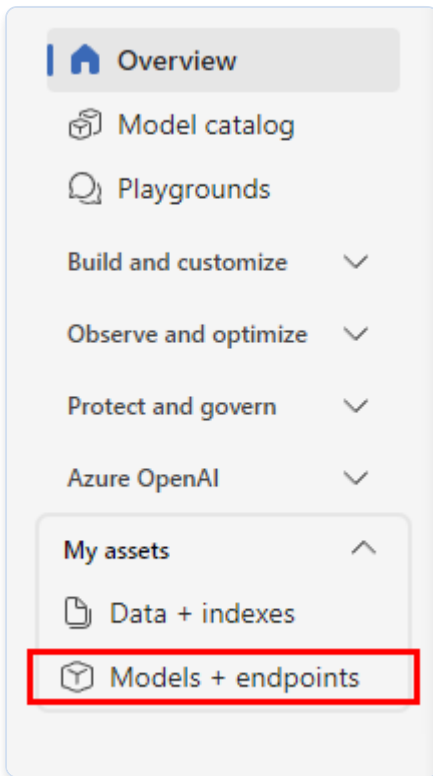 Overview
Model catalog
Playgrounds
Build and customize
Observe and optimize
Protect and govern
Azure OpenAI
My assets
Data + indexes
Models + endpoints